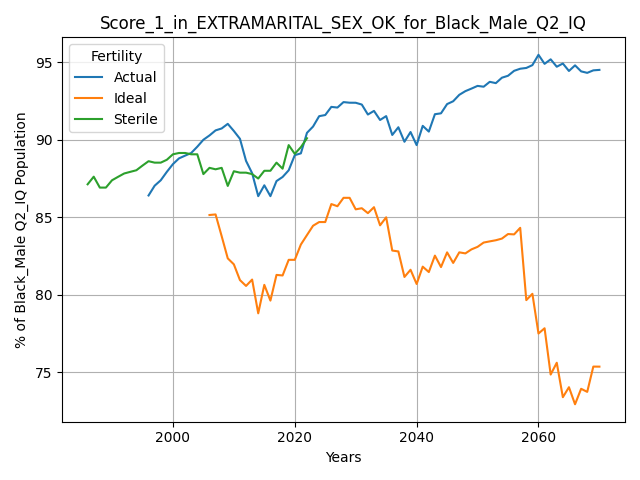 Score_1_in_EXTRAMARITAL_SEX_OK_for_Black_Male_Q2_IQ
Fertility
Actual
Ideal
Sterile
% of Black_Male Q2_IQ Population
95
90
85
80
75
2000
2020
2040
2060
Years